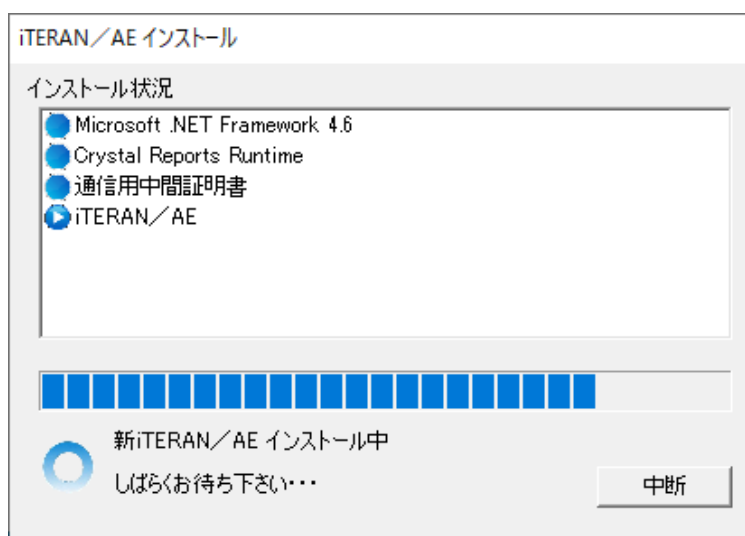 iTERAN／AE インストール
インストール状況
Microsoft .NET Framework 4.6
Crystal Reports Runtime
通信用中間証明書
iTERAN／AE
新iTERAN／AE インストール中
しばらくお待ち下さい・・・
中断